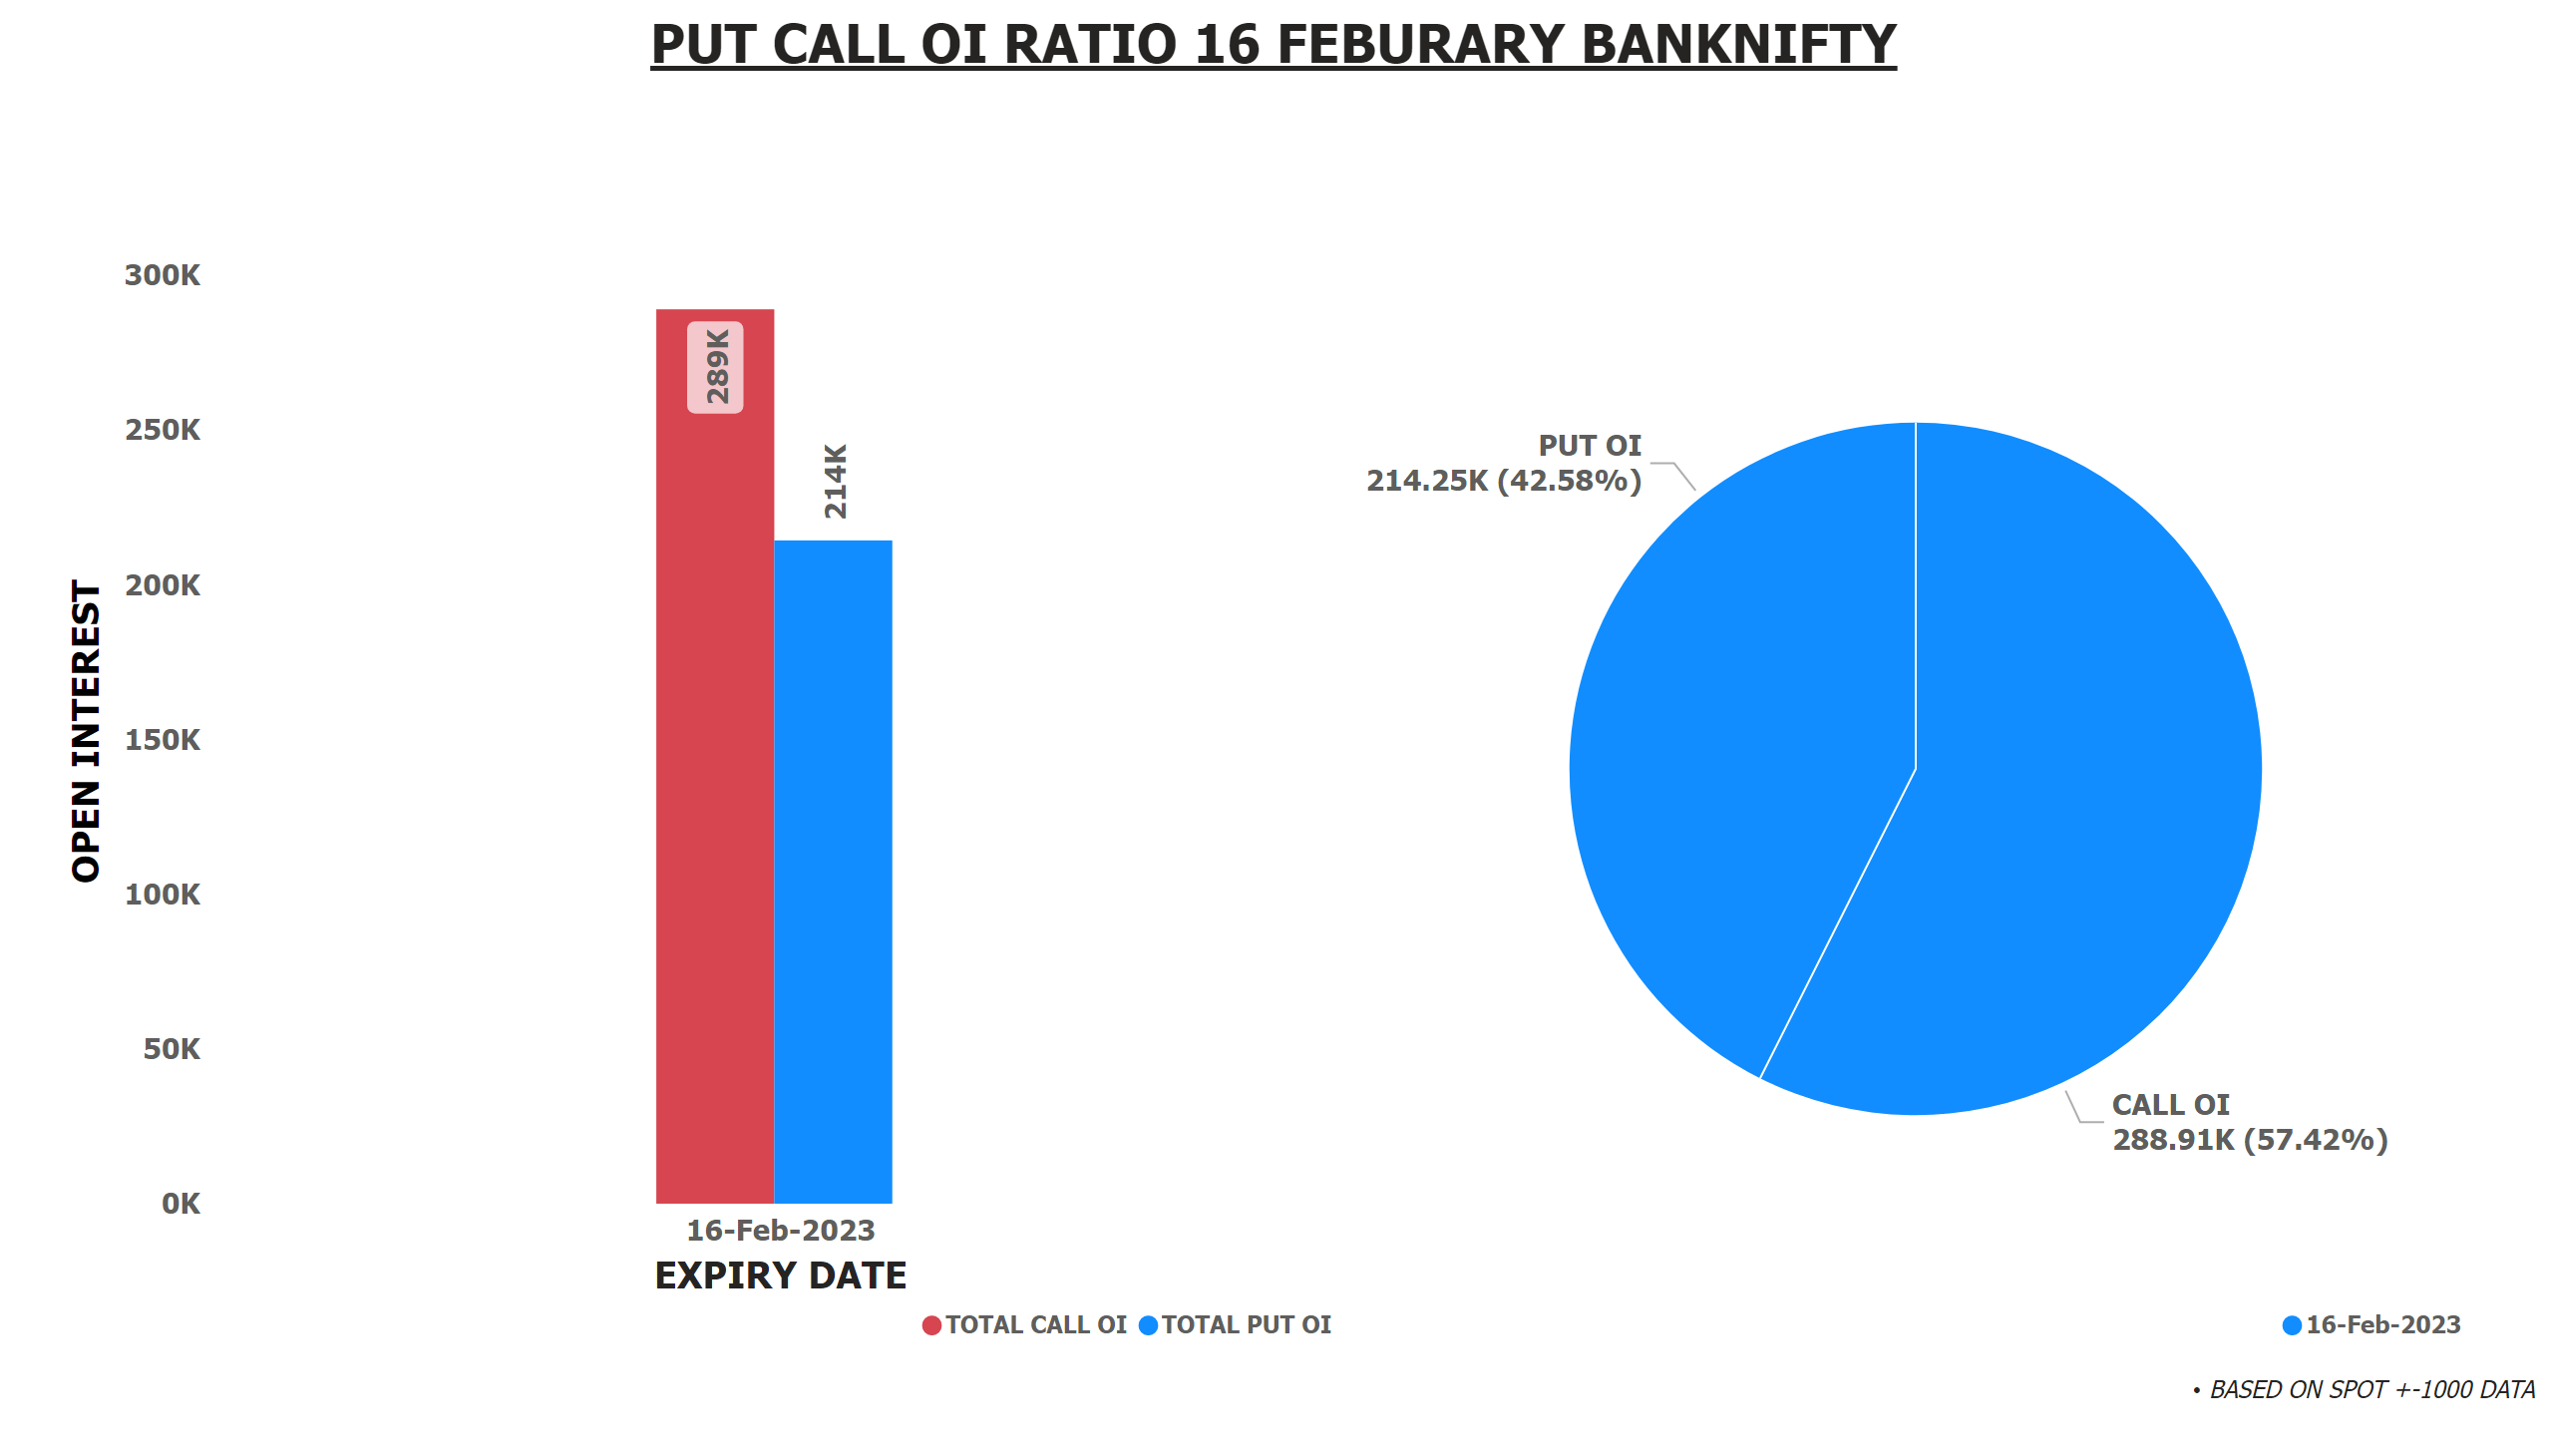 PUT CALL OI RATIO 16 FEBURARY BANKNIFTY
300K
250K
200K
150K
100K
50K
0K
OPEN INTEREST
289K
214K
16-Feb-2023
EXPIRY DATE
TOTAL CALL OI TOTAL PUT OI
PUT OI
214.25K (42.58%)
CALL OI
288.91K (57.42%)
16-Feb-2023
• BASED ON SPOT +-1000 DATA